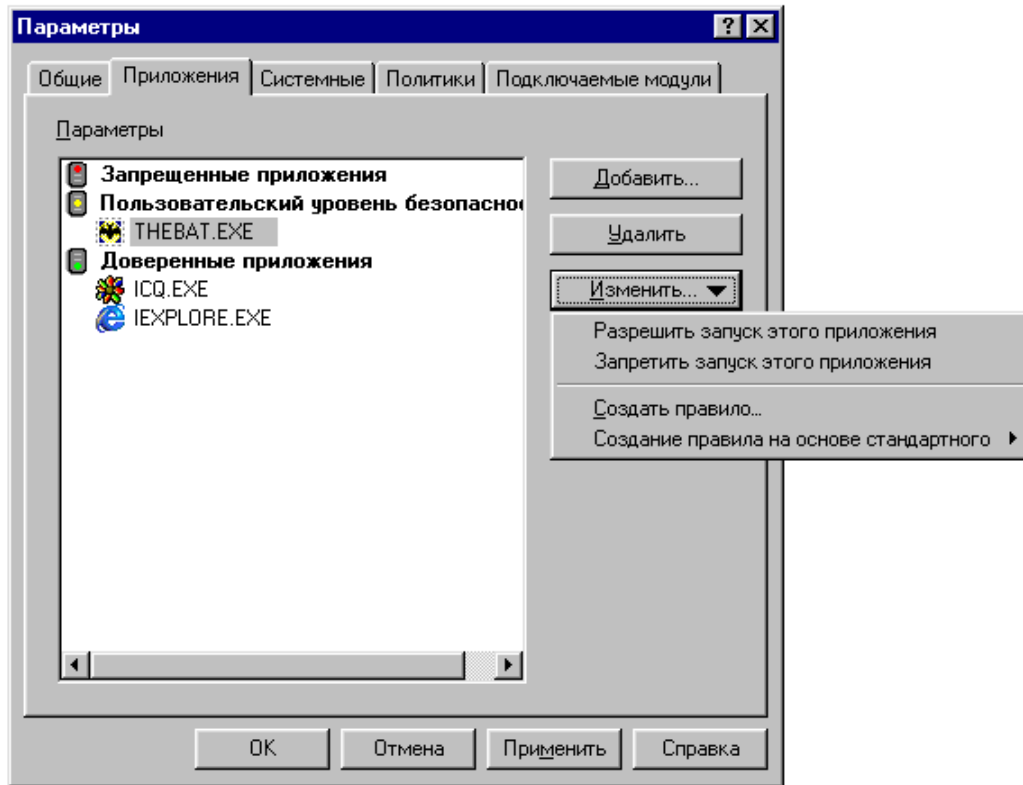 Параметры
Общие Приложения Системные Политики Подключаемые модули
Параметры
Запрещенные приложения
Пользовательский уровень безопасно
THEBAT.EXE
Доверенные приложения
ICQ.EXE
IEXPLORE.EXE
Добавить...
Удалить
Изменить...
Разрешить запуск этого приложения
Запретить запуск этого приложения
Создать правило...
Создание правила на основе стандартного
OK Отмена Применить Справка